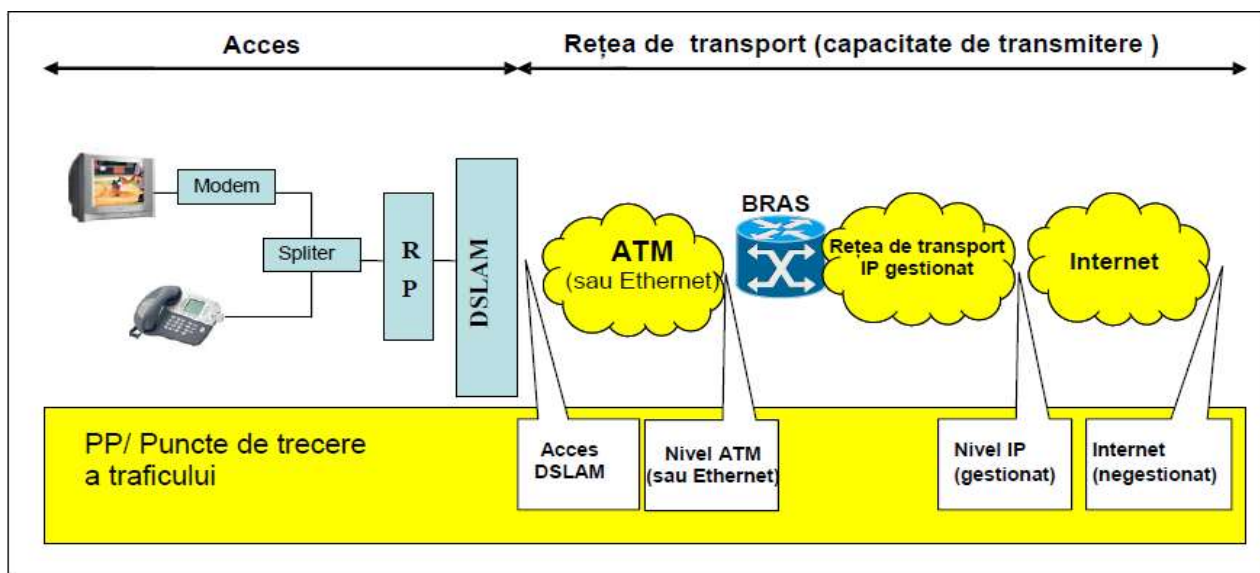 Acces
Rețea de transport (capacitate de transmitere )
Modem
Spliter
R
P
DSLAM
ATM
(sau Ethernet)
BRAS
Rețea de transport
IP gestionat
Internet
PP/ Puncte de trecere
a traficului
Acces
DSLAM
Nivel ATM
(sau Ethernet)
Nivel IP
(gestionat)
Internet
(negestionat)